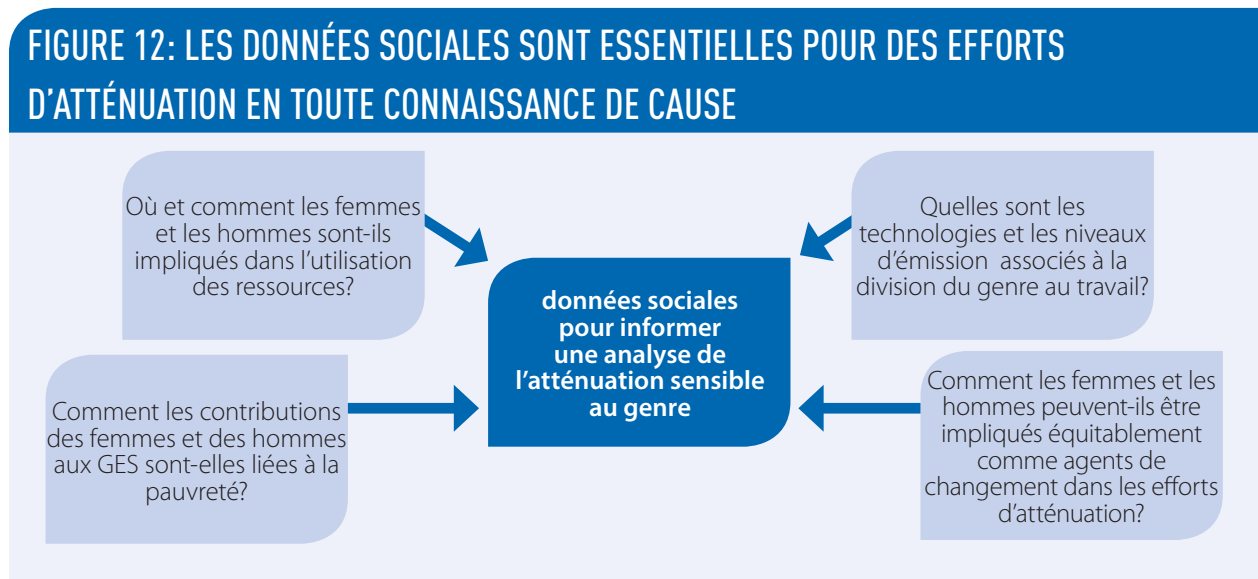 FIGURE 12: LES DONNÉES SOCIALES SONT ESSENTIELLES POUR DES EFFORTS
D'ATTÉNUATION EN TOUTE CONNAISSANCE DE CAUSE
Où et comment les femmes
et les hommes sont-ils
impliqués dans l'utilisation
des ressources?
Quelles sont les
technologies et les niveaux
d'émission associés à la
division du genre au travail?
données sociales
pour informer
une analyse de
l'atténuation sensible
au genre
Comment les contributions
des femmes et des hommes
aux GES sont-elles liées à la
pauvreté?
Comment les femmes et les
hommes peuvent-ils être
impliqués équitablement
comme agents de
changement dans les efforts
d'atténuation?